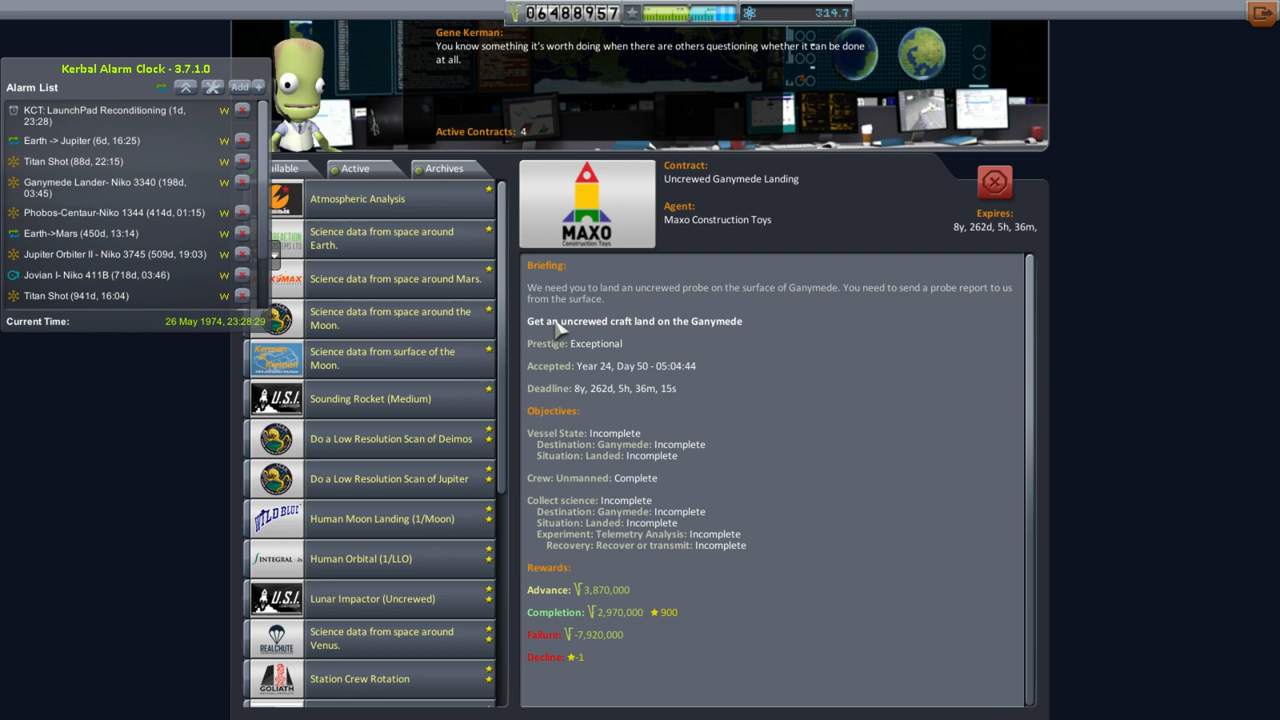 06488957
314.7
Gene Kerman:
You know something it's worth doing when there are others questioning whether it can be done
at all.
Active Contracts: 4
Kerbal Alarm Clock - 3.7.1.0
Alarm List
Add +
KCT: LaunchPad Reconditioning (1d,
23:28)
W
Earth -> Jupiter (6d, 16:25)
W
Titan Shot (88d, 22:15)
W
Ganymede Lander- Niko 3340 (198d,
03:45)
W
Phobos-Centaur-Niko 1344 (414d, 01:15)
W
Earth->Mars (450d, 13:14)
W
Jupiter Orbiter II - Niko 3745 (509d, 19:03)
W
Jovian I- Niko 411B (718d, 03:46)
W
Titan Shot (941d, 16:04)
W
Current Time:
26 May 1974, 23:28:29
ilable
Active
Archives
Atmospheric Analysis
Science data from space around
Earth.
Science data from space around Mars.
Science data from space around the
Moon.
Kerman
Kerman
Science data from surface of the
Moon.
U.S.I.
Sounding Rocket (Medium)
Do a Low Resolution Scan of Deimos
Do a Low Resolution Scan of Jupiter
WILD BLUE
Human Moon Landing (1/Moon)
INTEGRAL
Human Orbital (1/LLO)
U.S.I.
Lunar Impactor (Uncrewed)
REALCHUTE
Science data from space around
Venus.
GOLIATH
Station Crew Rotation
MAXO
Construction Toys
Contract:
Uncrewed Ganymede Landing
Agent:
Maxo Construction Toys
Expires:
8y, 262d, 5h, 36m,
Briefing:
We need you to land an uncrewed probe on the surface of Ganymede. You need to send a probe report to us
from the surface.
Get an uncrewed craft land on the Ganymede
Prestige: Exceptional
Accepted: Year 24, Day 50 - 05:04:44
Deadline: 8y, 262d, 5h, 36m, 15s
Objectives:
Vessel State: Incomplete
Destination: Ganymede: Incomplete
Situation: Landed: Incomplete
Crew: Unmanned: Complete
Collect science: Incomplete
Destination: Ganymede: Incomplete
Situation: Landed: Incomplete
Experiment: Telemetry Analysis: Incomplete
Recovery: Recover or transmit: Incomplete
Rewards:
Advance: 3,870,000
Completion: 2,970,000 900
Failure: -7,920,000
Decline: -1